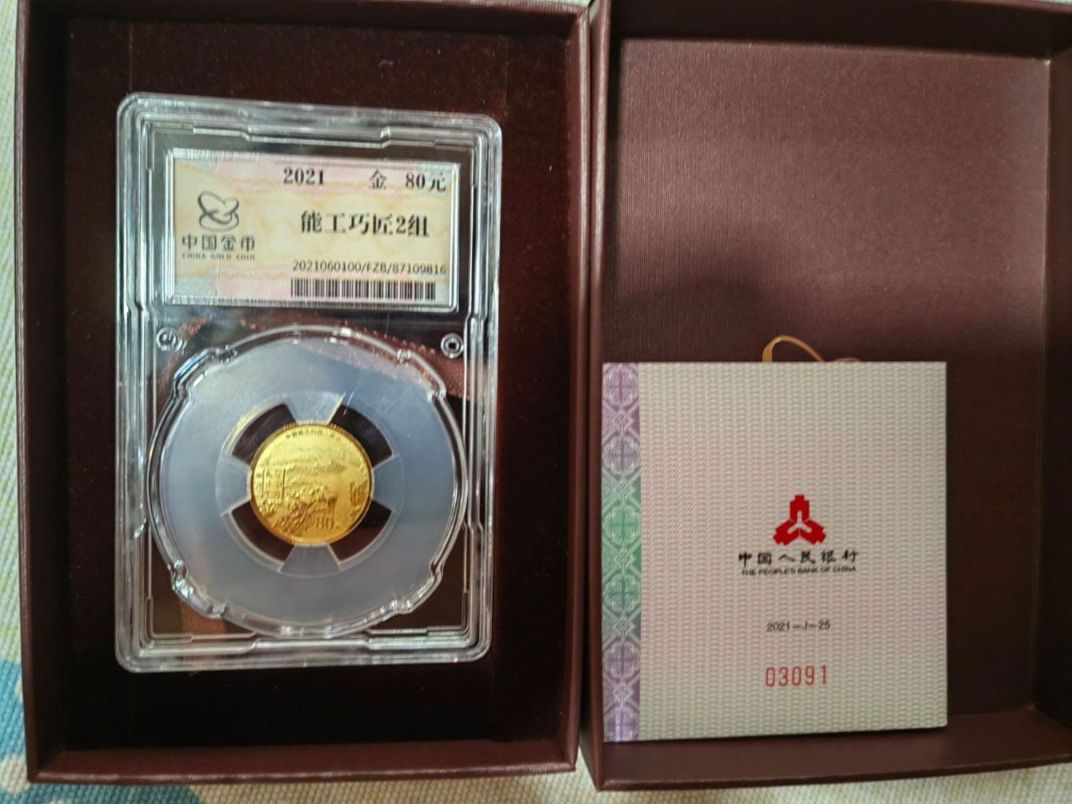 2021 金 80元
能工巧匠2组
中国金币
CHINA GOLD COIN
2021060100/FZB/87109816
80
中国人民银行
THE PEOPLE'S BANK OF CHINA
2021-J-25
03091